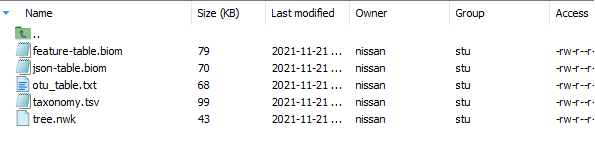 Name Size (KB) Last modified Owner Group Access
..
feature-table.biom 79 2021-11-21 ... nissan stu -rw-r--r-
json-table.biom 70 2021-11-21 ... nissan stu -rw-r--r-
otu_table.txt 68 2021-11-21 ... nissan stu -rw-r--r-
taxonomy.tsv 99 2021-11-21 ... nissan stu -rw-r--r-
tree.nwk 43 2021-11-21 ... nissan stu -rw-r--r-